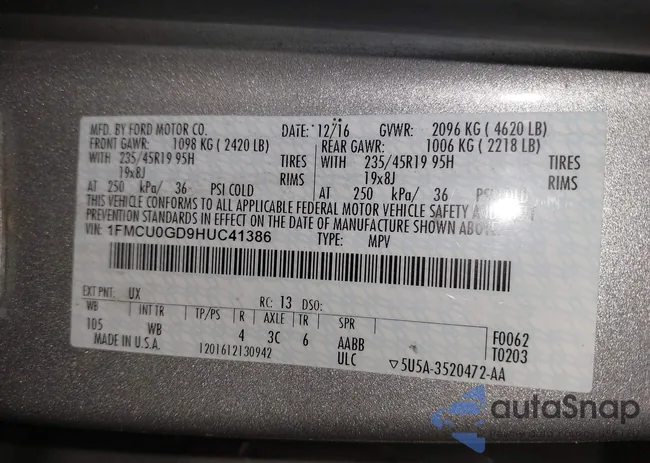 MFD. BY FORD MOTOR CO. DATE: 12/16 GVWR: 2096 KG ( 4620 LB)
FRONT GAWR: 1098 KG ( 2420 LB) REAR GAWR: 1006 KG ( 2218 LB)
WITH 235/45R19 95H TIRES WITH 235/45R19 95H TIRES
19x8J RIMS 19x8J RIMS
AT 250 kPa/ 36 PSI COLD AT 250 kPa/ 36 PSI COLD
THIS VEHICLE CONFORMS TO ALL APPLICABLE FEDERAL MOTOR VEHICLE SAFETY AND
PREVENTION STANDARDS IN EFFECT ON THE DATE OF MANUFACTURE SHOWN ABOVE.
VIN: 1FMCU0GD9HUC41386 TYPE: MPV
EXT PNT: UX RC: 13 DSO:
WB INT TR TP/PS R AXLE TR SPR
105 WB 4 3C 6 AABB F0062
MADE IN U.S.A. 1201612130942 ULC T0203
▽5U5A-3520472-AA
autoSnap